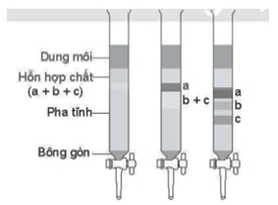 Dung môi
Hỗn hợp chất
(a + b + c)
Pha tĩnh
Bông gòn
a
b + c
a
b
c